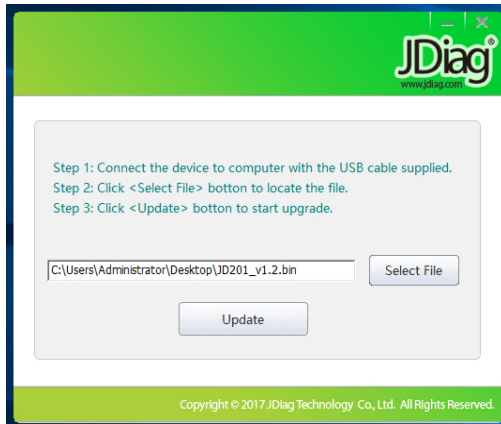 JDiag®
www.jdiag.com
Step 1: Connect the device to computer with the USB cable supplied.
Step 2: Click <Select File> botton to locate the file.
Step 3: Click <Update> botton to start upgrade.
C:\Users\Administrator\Desktop\JD201_v1.2.bin
Select File
Update
Copyright © 2017 JDiag Technology Co., Ltd. All Rights Reserved.